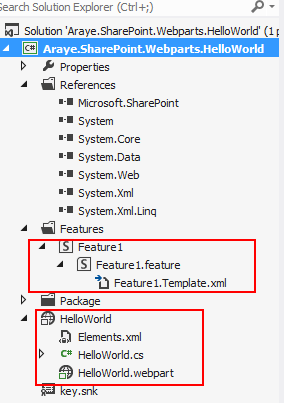 Search Solution Explorer (Ctrl+;)
Solution 'Araye.SharePoint.Webparts.HelloWorld' (1 p
C# Araye.SharePoint.Webparts.HelloWorld
Properties
References
Microsoft.SharePoint
System
System.Core
System.Data
System.Web
System.Xml
System.Xml.Linq
Features
Feature1
Feature1.feature
Feature1.Template.xml
Package
HelloWorld
Elements.xml
C# HelloWorld.cs
HelloWorld.webpart
key.snk